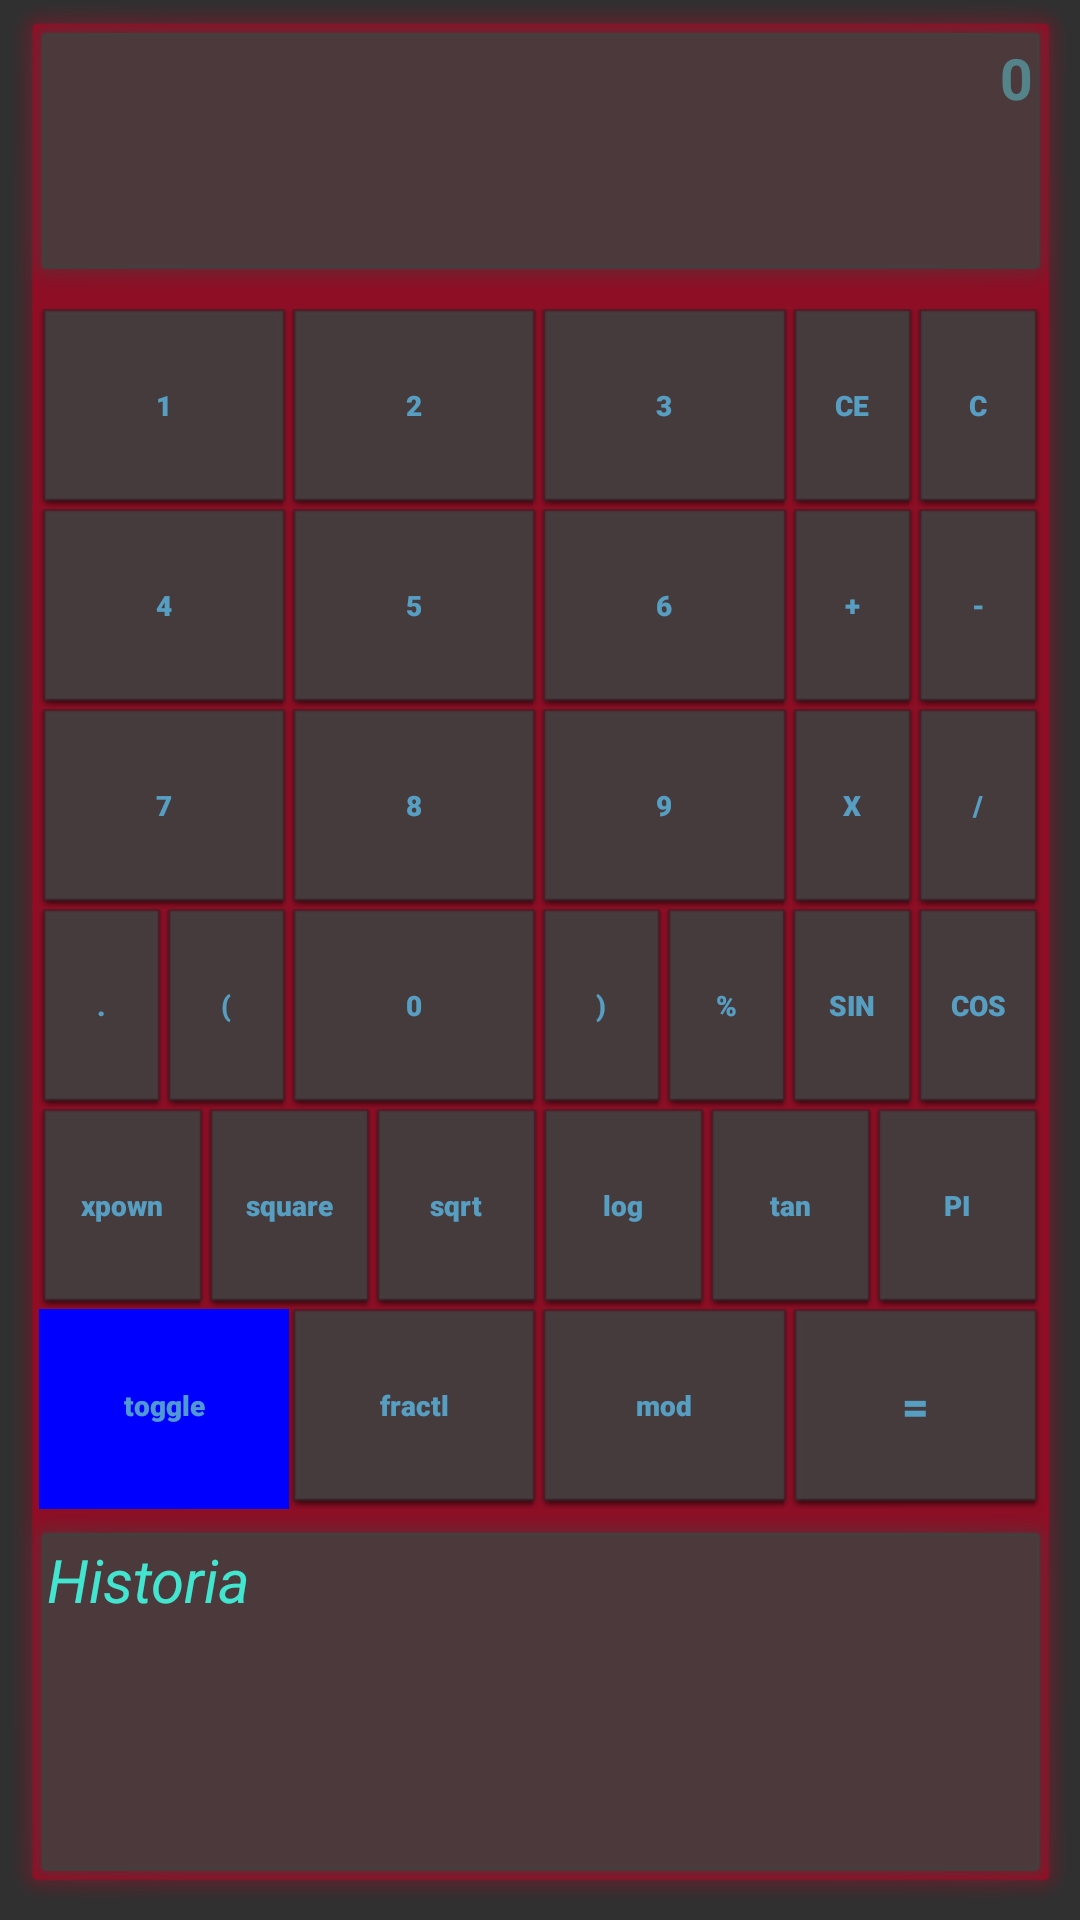 0
1 2 3 CE C
4 5 6 + -
7 8 9 X /
. ( 0 ) % SIN COS
xpown square sqrt log tan PI
toggle fractl mod =
Historia